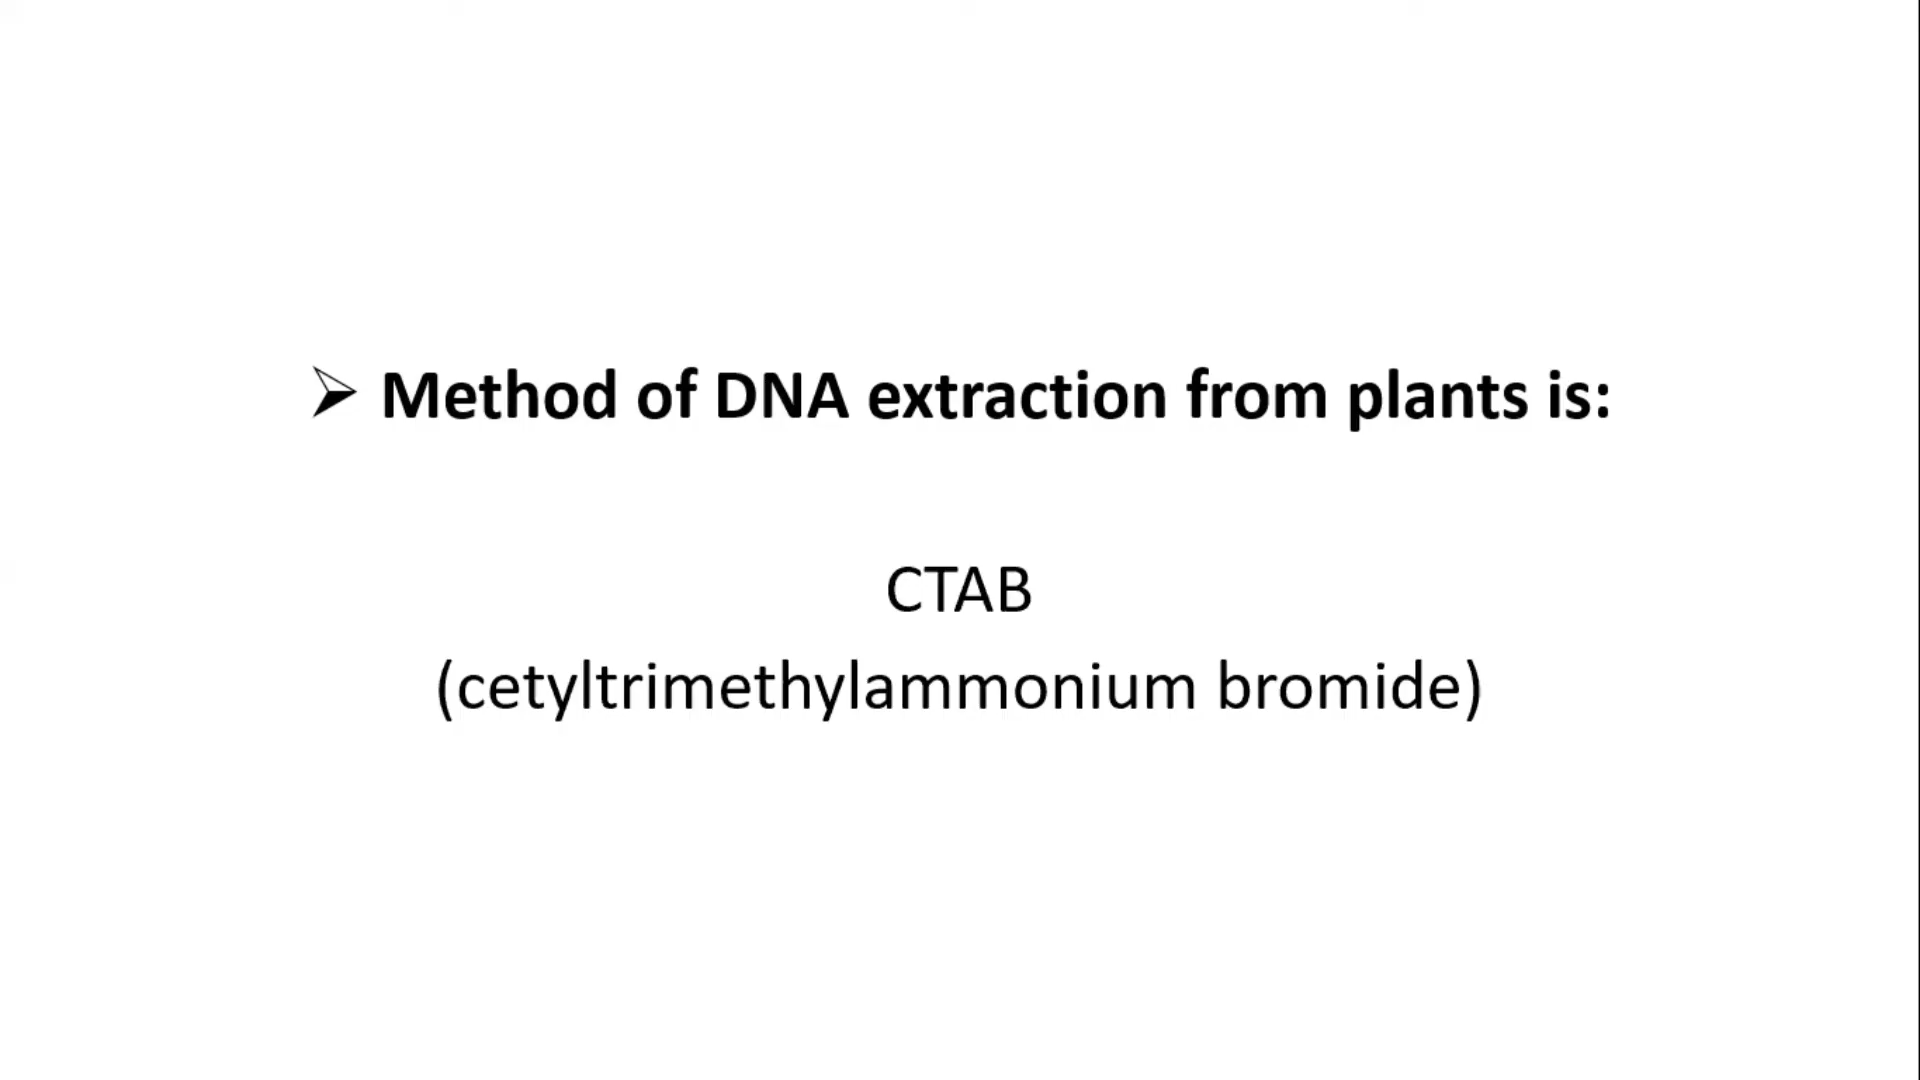 ➢ Method of DNA extraction from plants is:
CTAB
(cetyltrimethylammonium bromide)